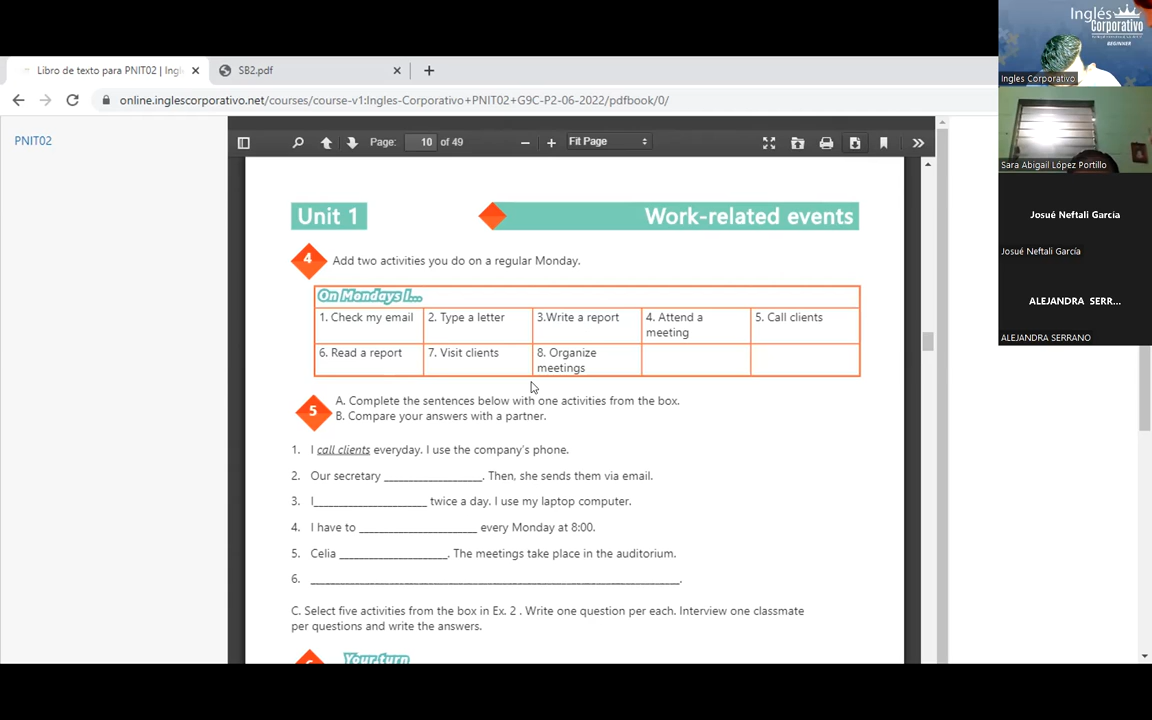 Libro de texto para PNIT02 | Ingl
SB2.pdf
online.inglescorporativo.net/courses/course-v1:Ingles-Corporativo+PNIT02+G9C-P2-06-2022/pdfbook/0/
PNIT02
Page: 10 of 49
Fit Page
Unit 1
Work-related events
4
Add two activities you do on a regular Monday.
On Mondays I...
1. Check my email
2. Type a letter
3.Write a report
4. Attend a meeting
5. Call clients
6. Read a report
7. Visit clients
8. Organize meetings
5
A. Complete the sentences below with one activities from the box.
B. Compare your answers with a partner.
1. I call clients everyday. I use the company's phone.
2. Our secretary ___________________. Then, she sends them via email.
3. I______________________ twice a day. I use my laptop computer.
4. I have to _______________________ every Monday at 8:00.
5. Celia _____________________. The meetings take place in the auditorium.
6. ________________________________________________________________________.
C. Select five activities from the box in Ex. 2 . Write one question per each. Interview one classmate
per questions and write the answers.
Your turn
Inglés
Corporativo
BEGINNER
Ingles Corporativo
Sara Abigail López Portillo
Josué Neftali García
Josué Neftali García
ALEJANDRA SERR...
ALEJANDRA SERRANO